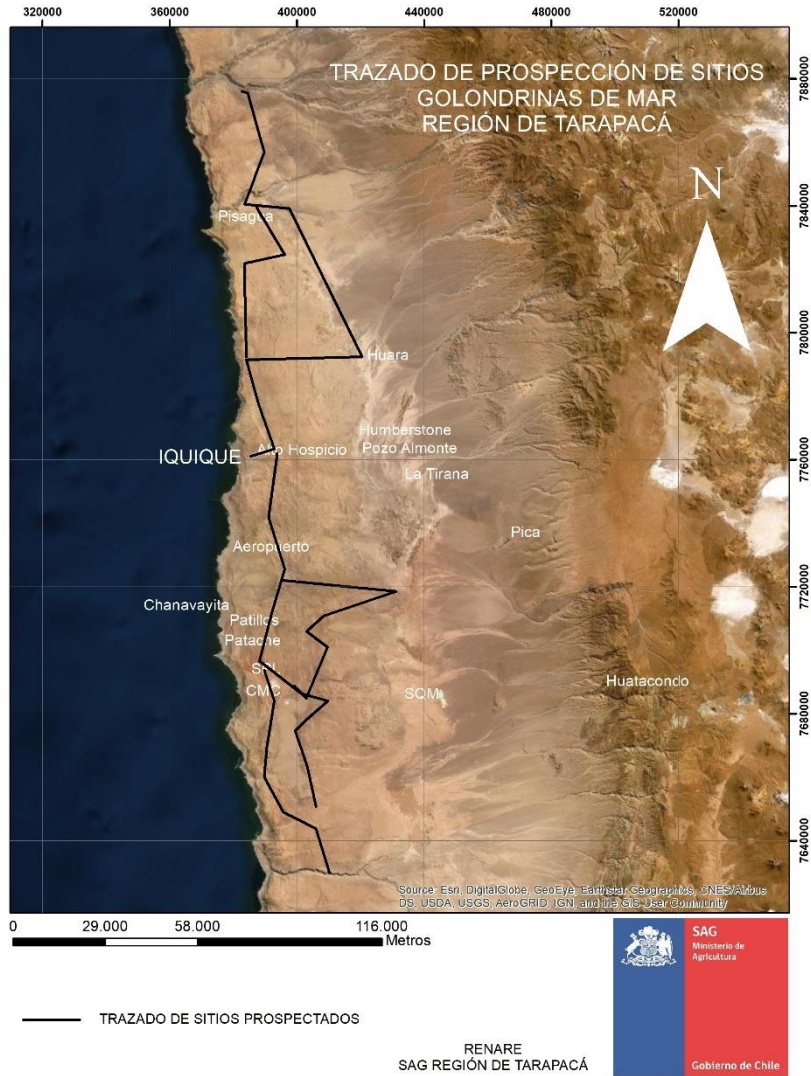 320000 360000 400000 440000 480000 520000
TRAZADO DE PROSPECCIÓN DE SITIOS
GOLONDRINAS DE MAR
REGIÓN DE TARAPACÁ
N
7880000
7840000
Pisagua
7800000
Huara
Humberstone
Alto Hospicio
Pozo Almonte
IQUIQUE
7760000
La Tirana
Pica
Aeropuerto
7720000
Chanavayita
Patillos
Patache
SPL
CMC
SQM
Huatacondo
7680000
7640000
Source: Esri, DigitalGlobe, GeoEye, Earthstar Geographics, CNES/Airbus
DS, USDA, USGS, AeroGRID, IGN, and the GIS User Community
0 29.000 58.000 116.000
Metros
TRAZADO DE SITIOS PROSPECTADOS
RENARE
SAG REGIÓN DE TARAPACÁ
SAG
Ministerio de
Agricultura
Gobierno de Chile